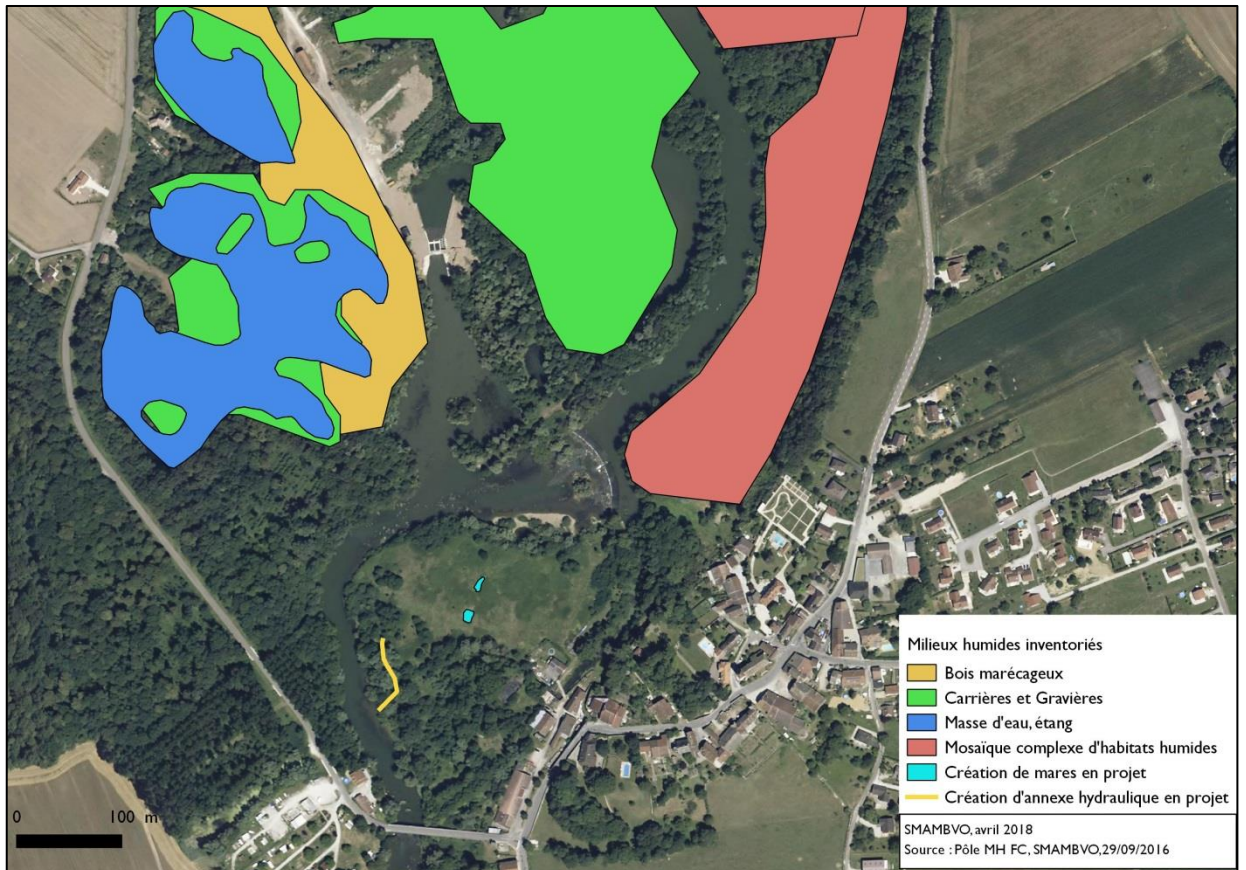 Milieux humides inventoriés
Bois marécageux
Carrières et Gravières
Masse d'eau, étang
Mosaïque complexe d'habitats humides
Création de mares en projet
Création d'annexe hydraulique en projet
0 100 m
SMAMBVO, avril 2018
Source : Pôle MH FC, SMAMBVO,29/09/2016